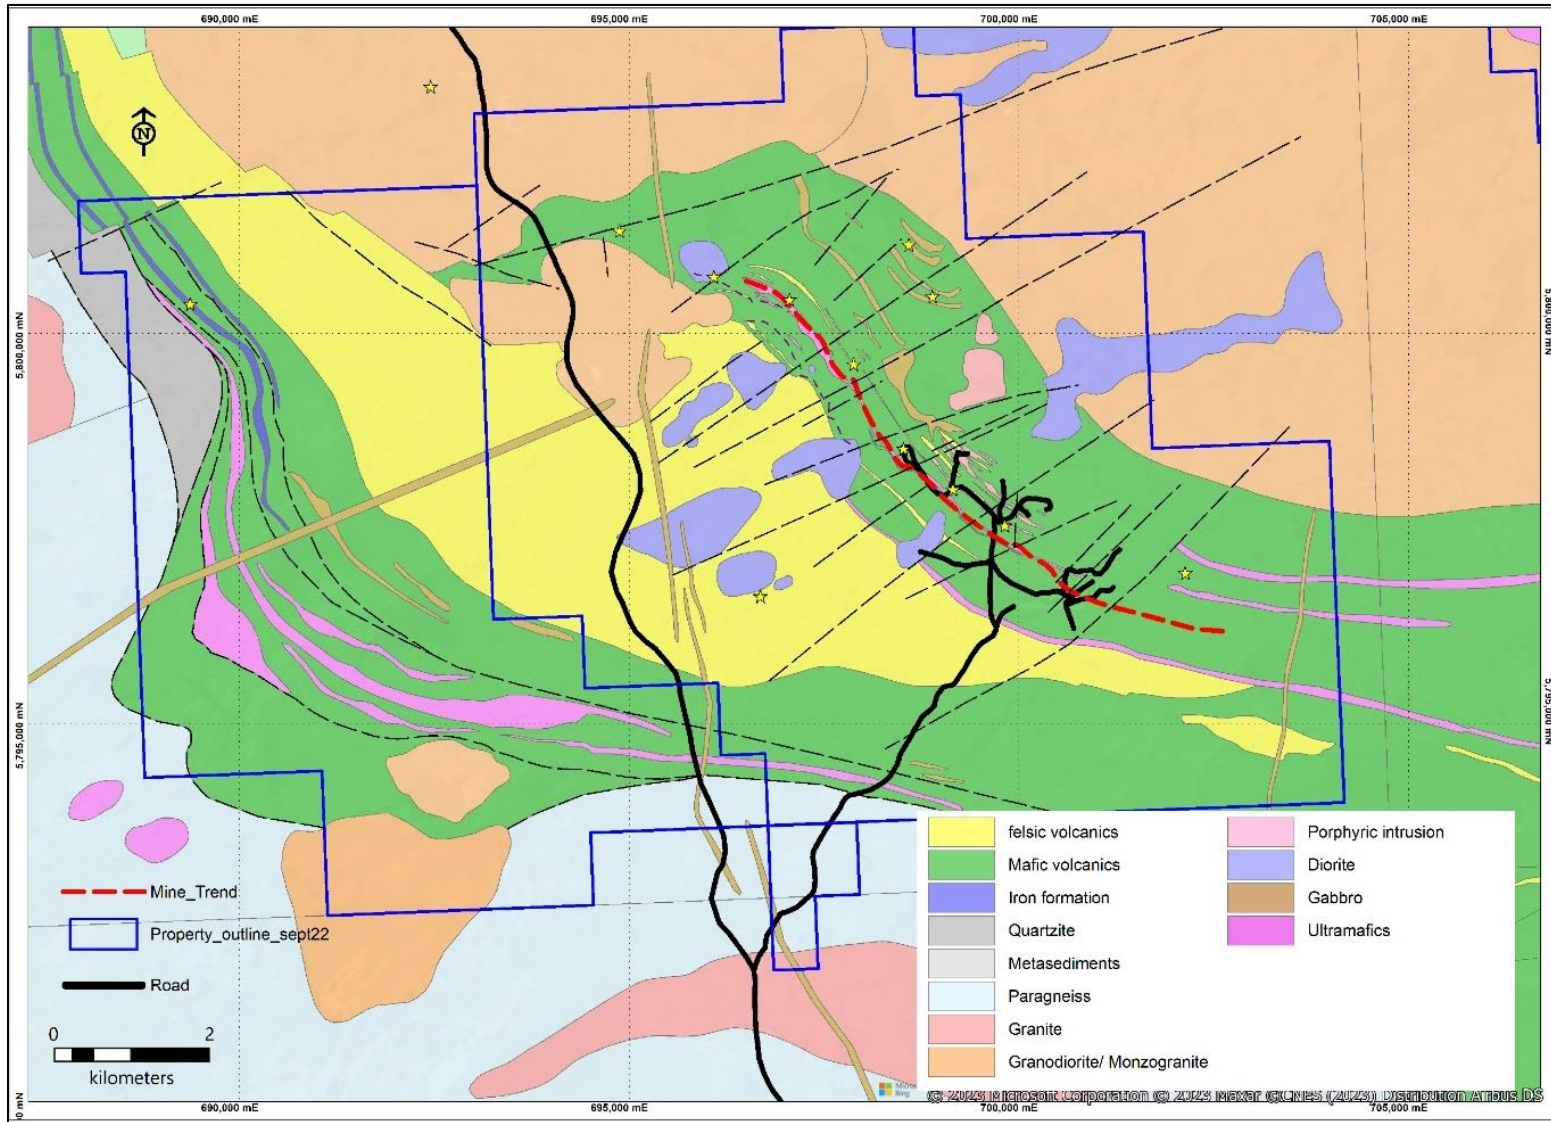 690,000 mE
695,000 mE
700,000 mE
705,000 mE
N
5,800,000 mN
5,800,000 mN
5,795,000 mN
5,795,000 mN
Mine_Trend
Property_outline_sept22
Road
0 2
kilometers
felsic volcanics
Mafic volcanics
Iron formation
Quartzite
Metasediments
Paragneiss
Granite
Granodiorite/ Monzogranite
Porphyric intrusion
Diorite
Gabbro
Ultramafics
Bing
© 2023 Microsoft Corporation © 2023 Maxar ©CNES (2023) Distribution Airbus DS
0 mN
690,000 mE
695,000 mE
700,000 mE
705,000 mE